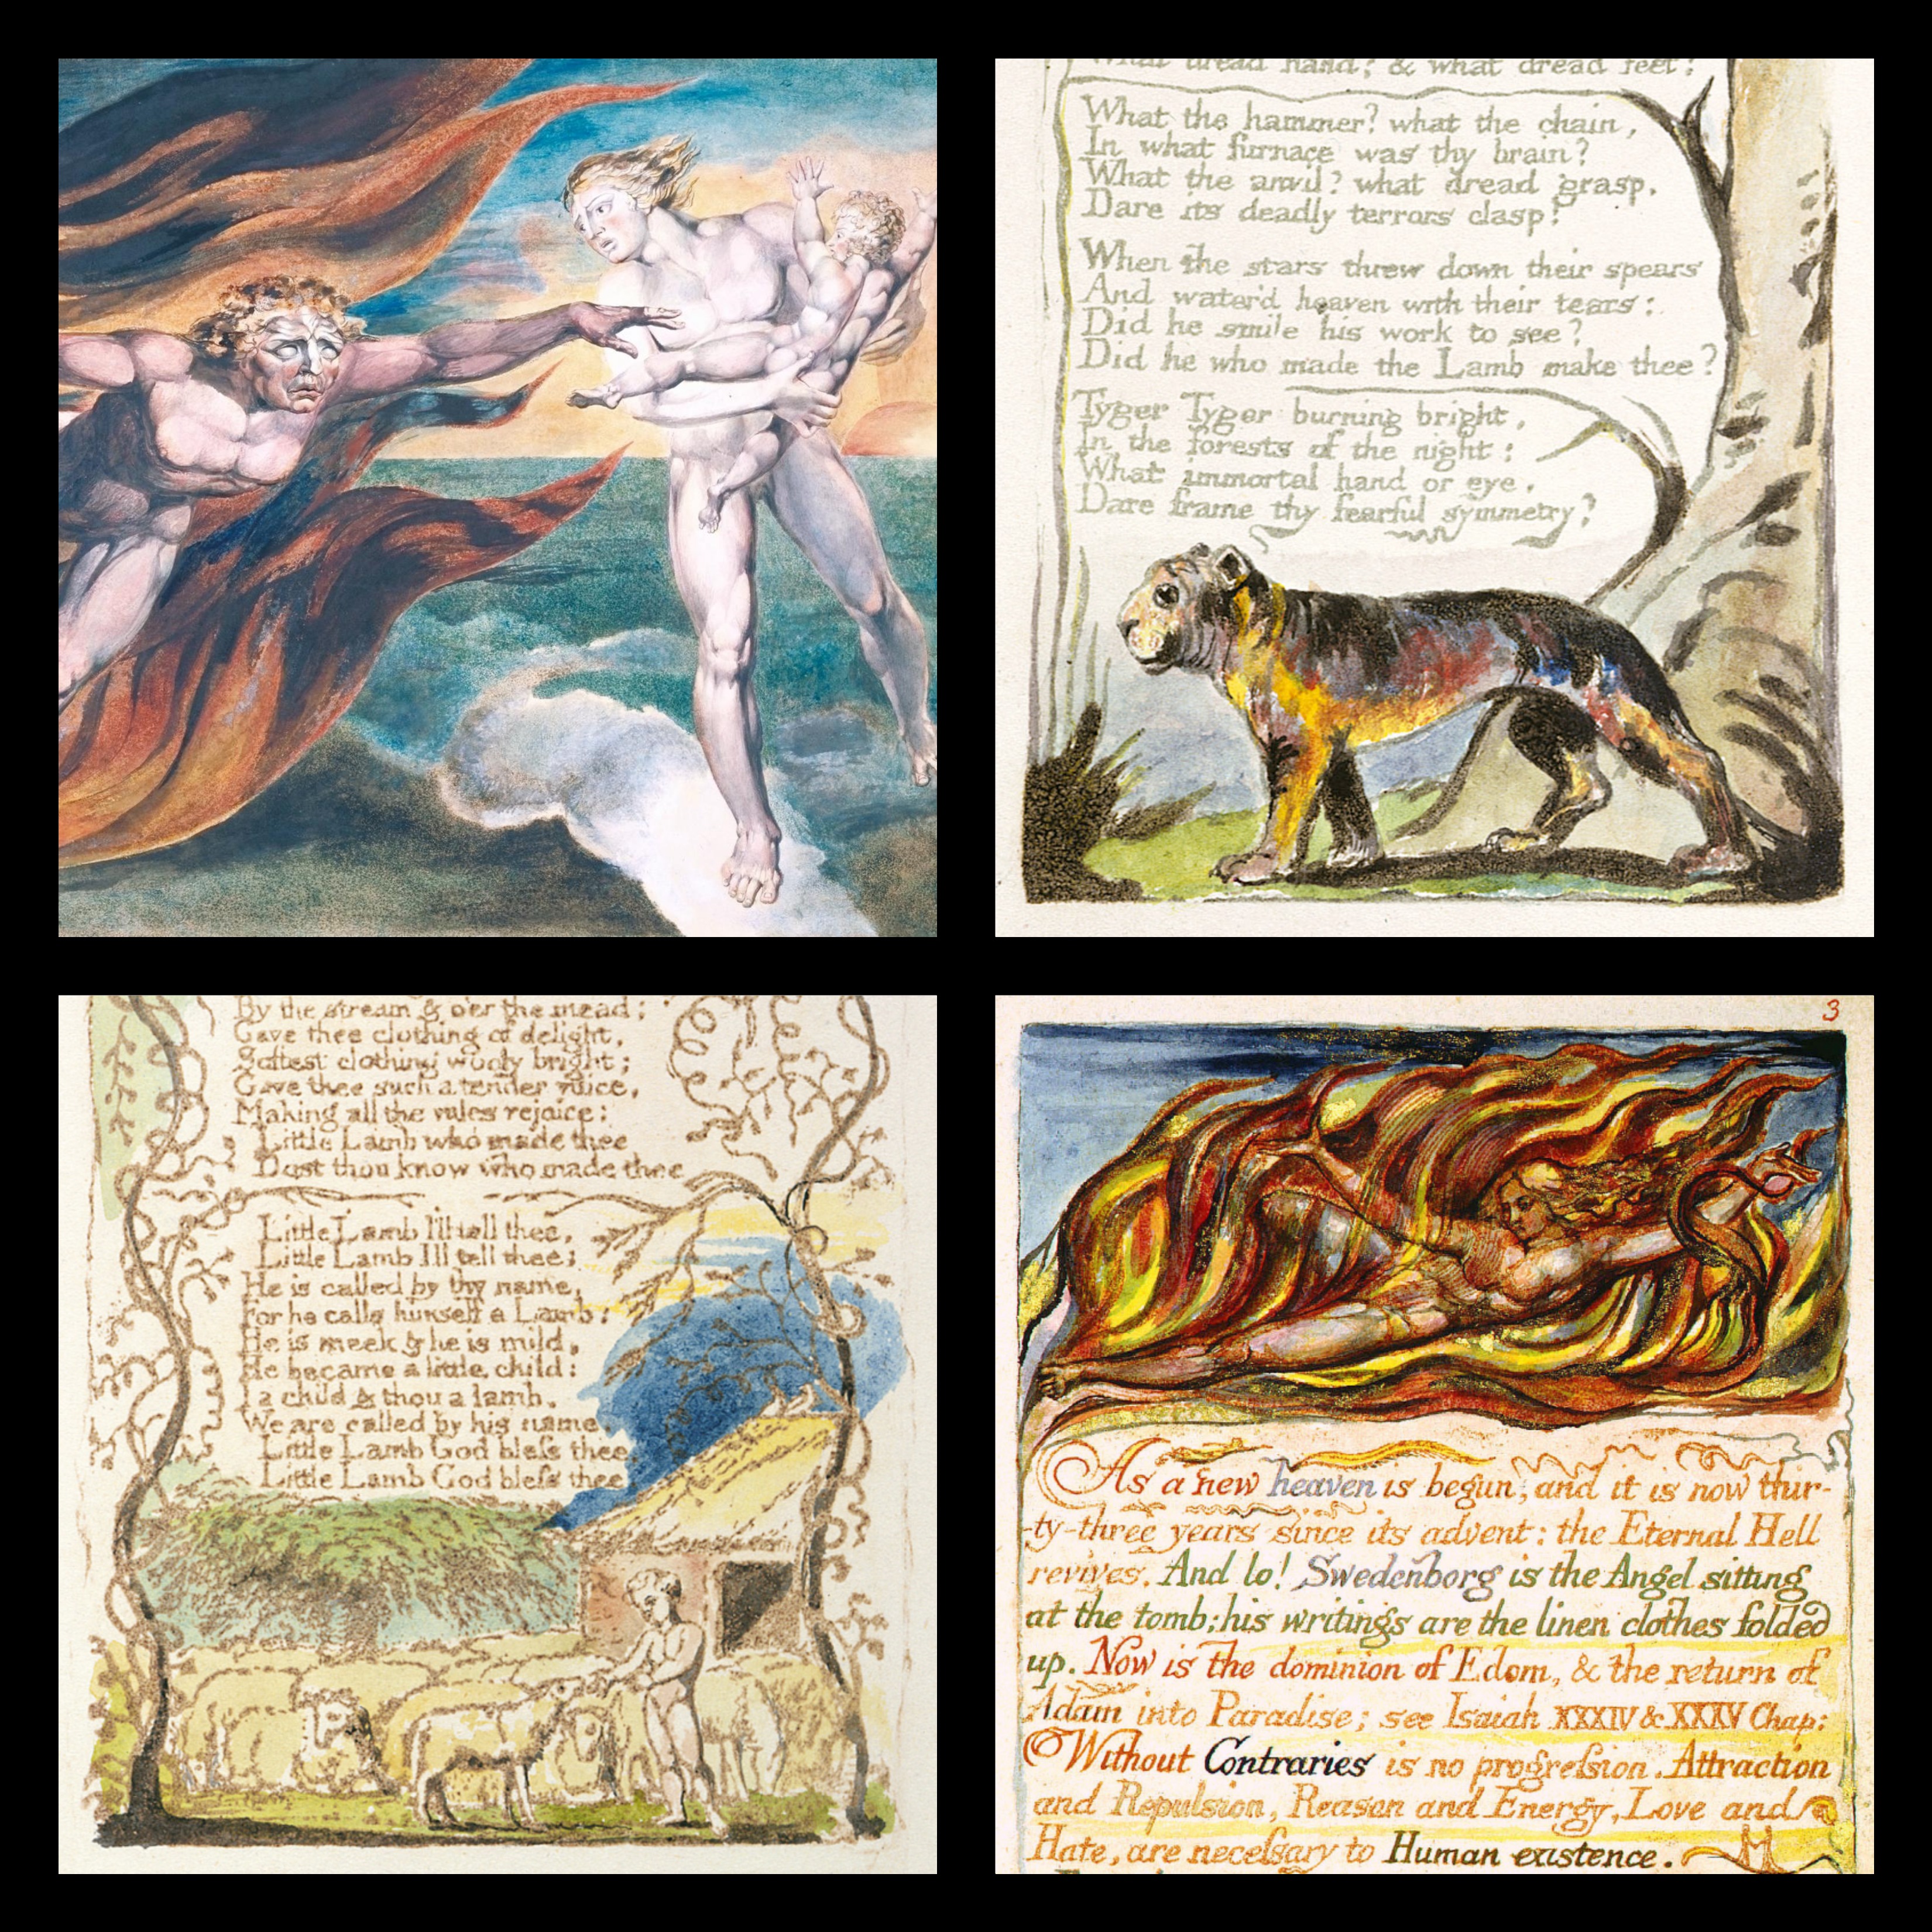 What dread hand? & what dread feet?
What the hammer? what the chain,
In what furnace was thy brain?
What the anvil? what dread grasp,
Dare its deadly terrors clasp!
When the stars threw down their spears
And water'd heaven with their tears:
Did he smile his work to see?
Did he who made the Lamb make thee?
Tyger Tyger burning bright,
In the forests of the night:
What immortal hand or eye,
Dare frame thy fearful symmetry?
By the stream & o'er the mead;
Gave thee clothing of delight,
Softest clothing wooly bright;
Gave thee such a tender voice,
Making all the vales rejoice:
Little Lamb who made thee
Dost thou know who made thee
Little Lamb I'll tell thee,
Little Lamb I'll tell thee;
He is called by thy name,
For he calls himself a Lamb:
He is meek & he is mild,
He became a little child:
I a child & thou a lamb,
We are called by his name.
Little Lamb God bleſs thee.
Little Lamb God bleſs thee.
3
As a new heaven is begun, and it is now thir-
-ty-three years since its advent: the Eternal Hell
revives. And lo! Swedenborg is the Angel sitting
at the tomb; his writings are the linen clothes folded
up. Now is the dominion of Edom, & the return of
Adam into Paradise; see Isaiah XXXIV & XXXV Chap:
Without Contraries is no progreſsion. Attraction
and Repulsion, Reason and Energy, Love and
Hate, are neceſsary to Human existence.